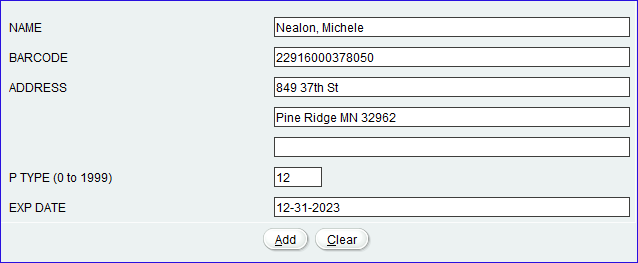 NAME Nealon, Michele
BARCODE 22916000378050
ADDRESS 849 37th St
Pine Ridge MN 32962
P TYPE (0 to 1999) 12
EXP DATE 12-31-2023
Add Clear